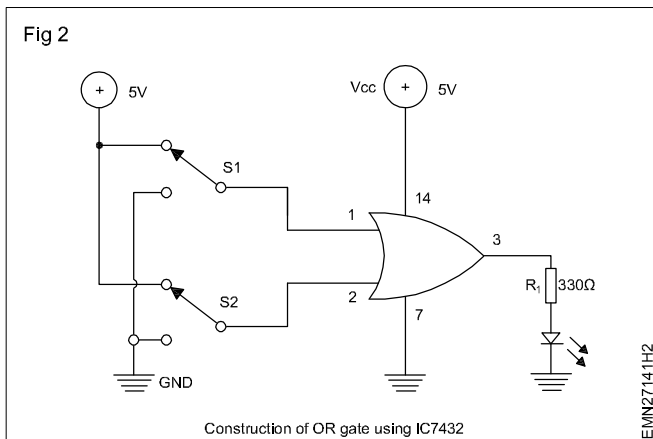 Fig 2
5V
Vcc
5V
S1
14
1
3
2
R1
330Ω
S2
7
GND
Construction of OR gate using IC7432
EMN27141H2